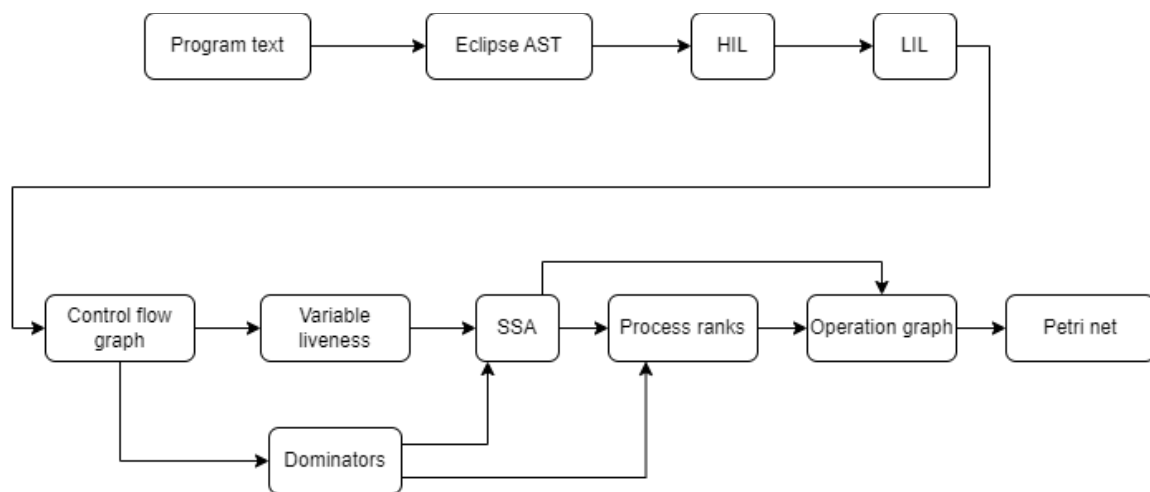 Program text
Eclipse AST
HIL
LIL
Control flow
graph
Variable
liveness
SSA
Process ranks
Operation graph
Petri net
Dominators